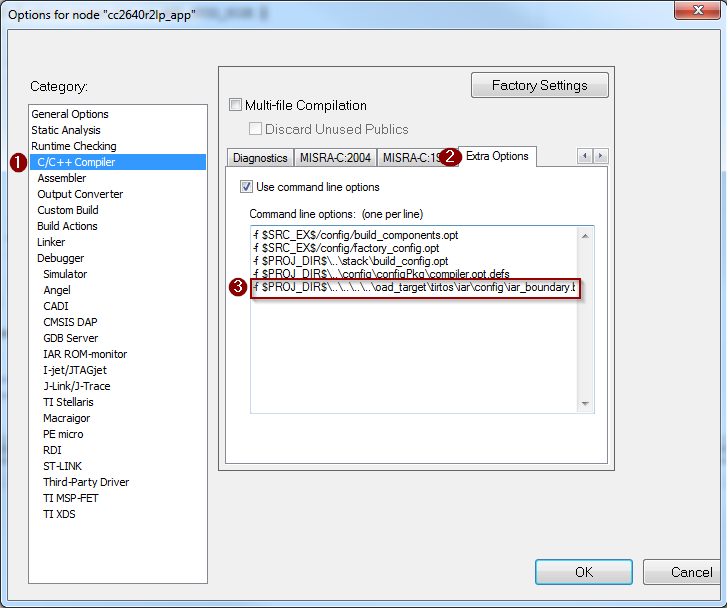 Options for node "cc2640r2lp_app"
Category:
Factory Settings
Multi-file Compilation
Discard Unused Publics
General Options
Static Analysis
Runtime Checking
1
C/C++ Compiler
Assembler
Output Converter
Custom Build
Build Actions
Linker
Debugger
Simulator
Angel
CADI
CMSIS DAP
GDB Server
IAR ROM-monitor
I-jet/JTAGjet
J-Link/J-Trace
TI Stellaris
Macraigor
PE micro
RDI
ST-LINK
Third-Party Driver
TI MSP-FET
TI XDS
Diagnostics
MISRA-C:2004
MISRA-C:19
2
Extra Options
Use command line options
Command line options: (one per line)
-f $SRC_EX$/config/build_components.opt
-f $SRC_EX$/config/factory_config.opt
-f $PROJ_DIR$\..\stack\build_config.opt
-f $PROJ_DIR$\..\config\configPkg\compiler.opt.defs
3
-f $PROJ_DIR$\..\..\..\..\oad_target\tirtos\iar\config\iar_boundary.b
OK
Cancel